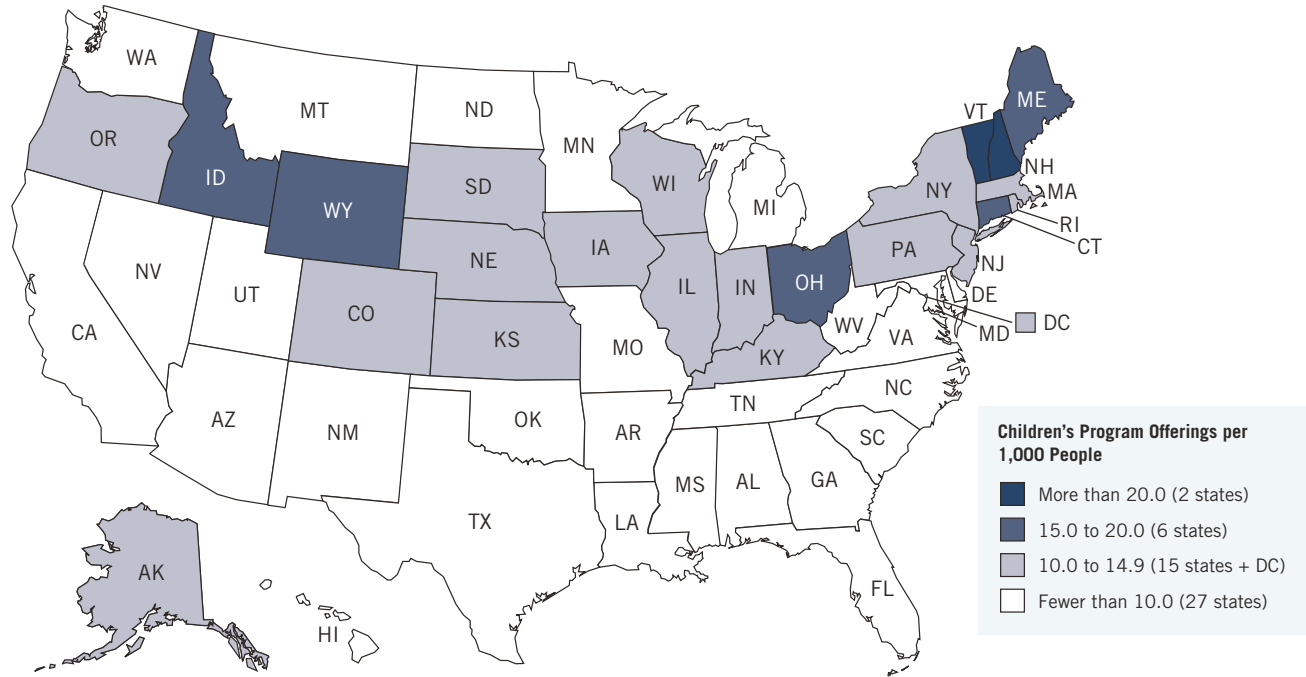 WA
MT
ND
MN
VT
ME
OR
ID
WY
SD
WI
MI
NY
NH
MA
RI
CT
NV
UT
CO
NE
IA
IL
IN
OH
PA
NJ
DE
MD
DC
CA
KS
MO
KY
WV
VA
AZ
NM
OK
AR
TN
NC
SC
TX
LA
MS
AL
GA
FL
AK
HI
Children's Program Offerings per
1,000 People
More than 20.0 (2 states)
15.0 to 20.0 (6 states)
10.0 to 14.9 (15 states + DC)
Fewer than 10.0 (27 states)